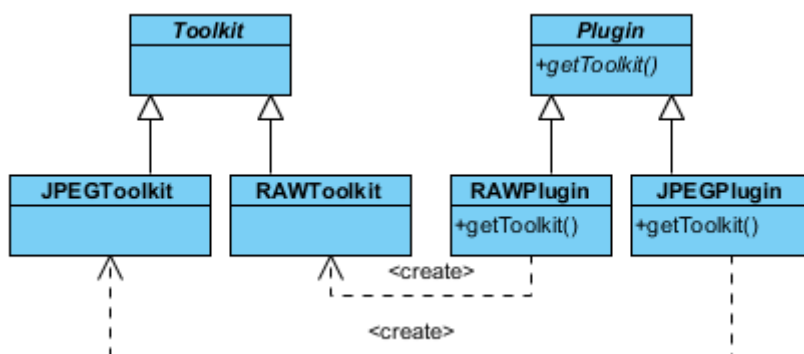 Toolkit
Plugin
+getToolkit()
JPEGToolkit
RAWToolkit
RAWPlugin
+getToolkit()
JPEGPlugin
+getToolkit()
<create>
<create>